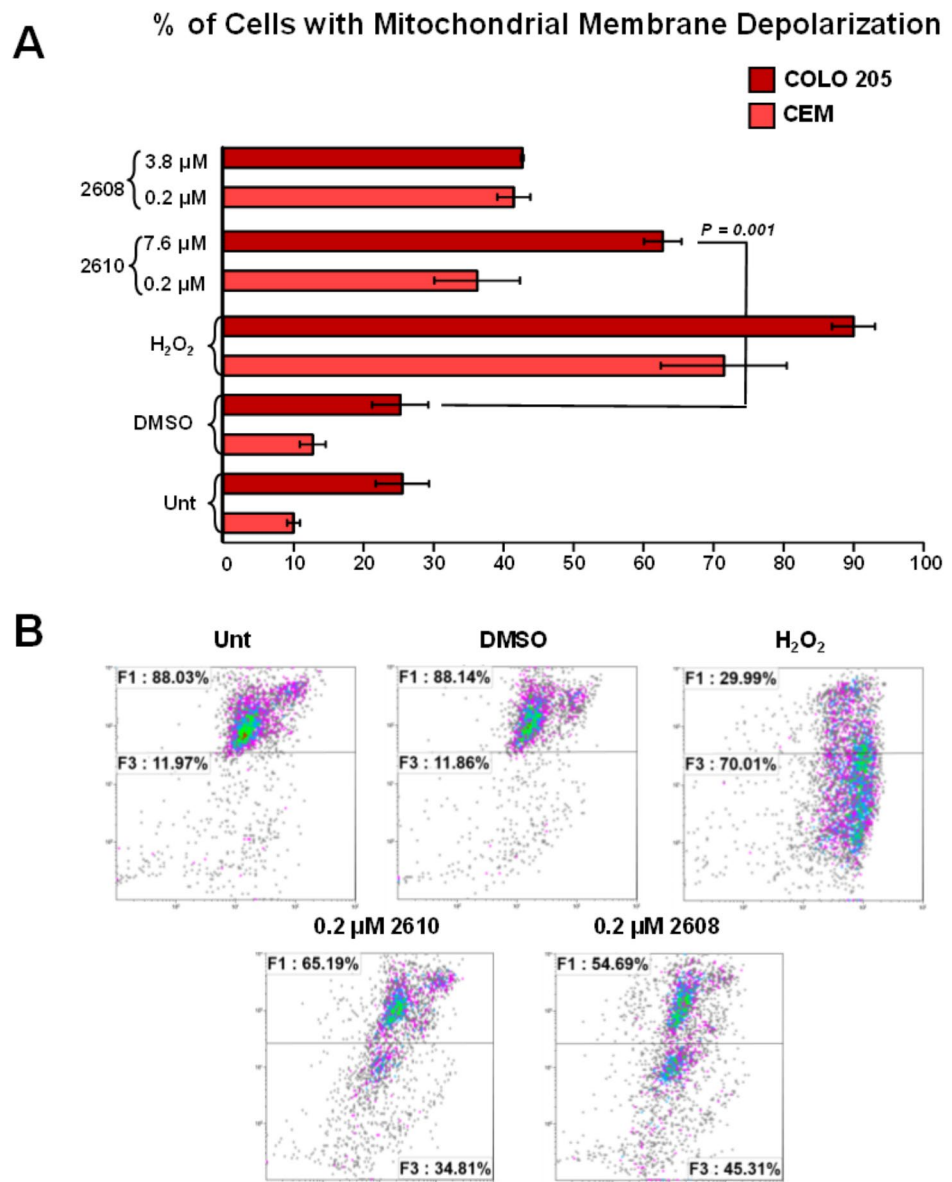 A
% of Cells with Mitochondrial Membrane Depolarization
COLO 205
CEM
2608
3.8 µM
0.2 µM
2610
7.6 µM
0.2 µM
P = 0.001
H₂O₂
DMSO
Unt
0 10 20 30 40 50 60 70 80 90 100
B
Unt DMSO H₂O₂
F1 : 88.03% F1 : 88.14% F1 : 29.99%
F3 : 11.97% F3 : 11.86% F3 : 70.01%
0.2 µM 2610 0.2 µM 2608
F1 : 65.19% F1 : 54.69%
F3 : 34.81% F3 : 45.31%